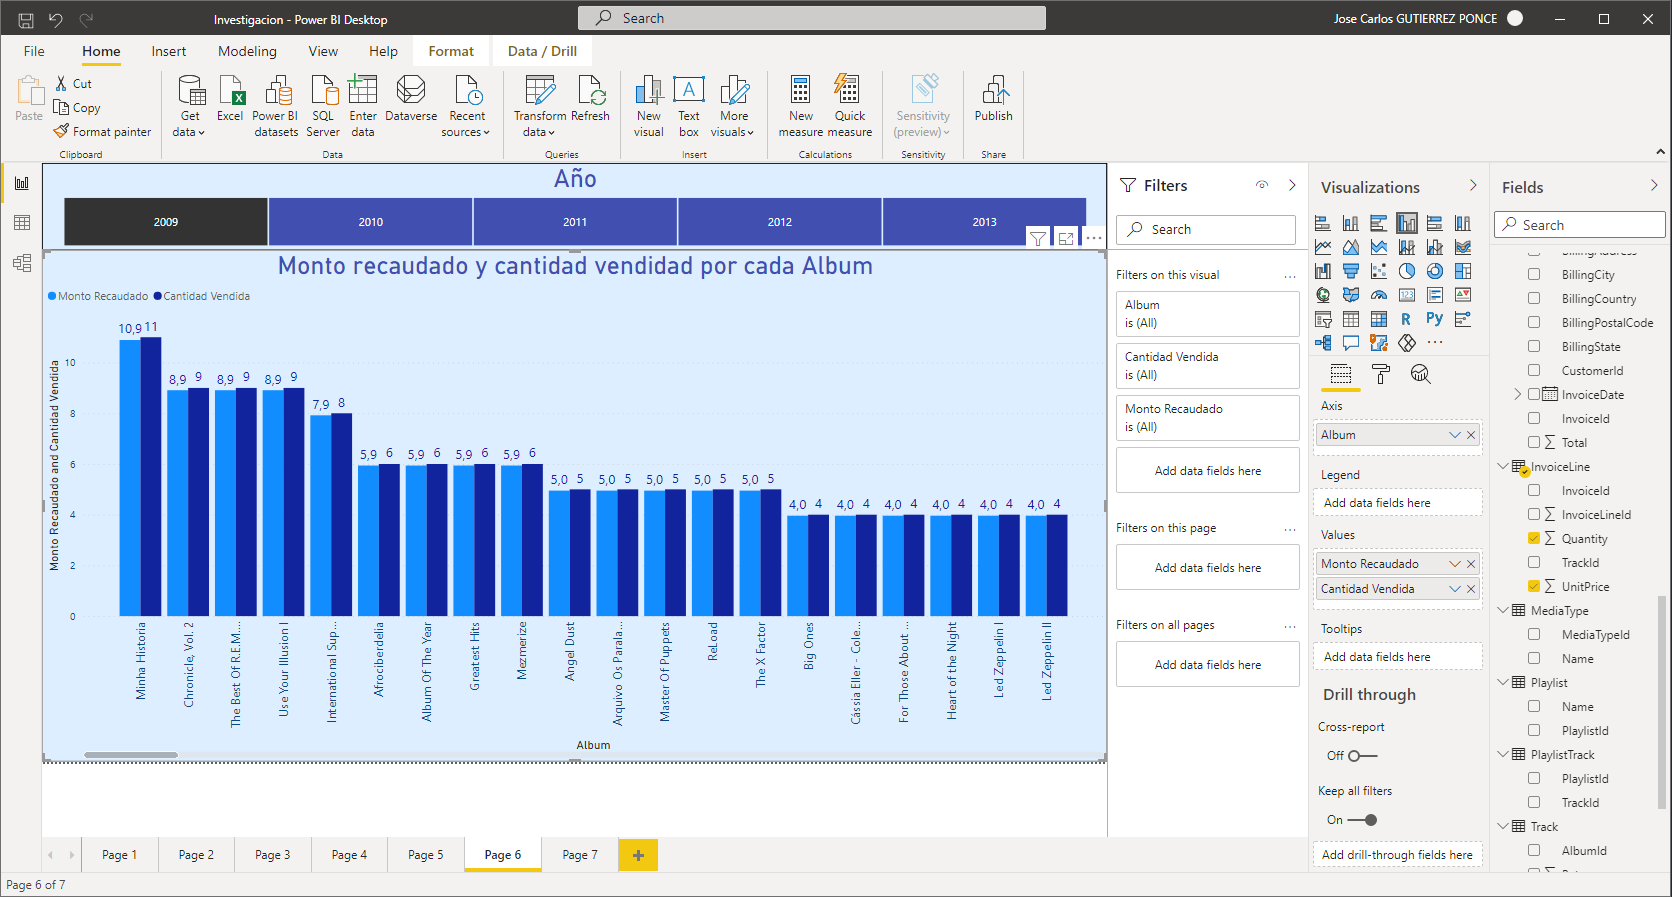 Investigacion - Power BI Desktop
Search
Jose Carlos GUTIERREZ PONCE
File
Home
Insert
Modeling
View
Help
Format
Data / Drill
Paste
Cut
Copy
Format painter
Clipboard
Get data
Excel
Power BI datasets
SQL Server
Enter data
Dataverse
Recent sources
Data
Transform data
Refresh
Queries
New visual
Text box
More visuals
Insert
New measure
Quick measure
Calculations
Sensitivity (preview)
Sensitivity
Publish
Share
Año
2009
2010
2011
2012
2013
Monto recaudado y cantidad vendidad por cada Album
Monto Recaudado
Cantidad Vendida
Monto Recaudado and Cantidad Vendida
10
8
6
4
2
0
10,9 11
8,9 9
8,9 9
8,9 9
7,9 8
5,9 6
5,9 6
5,9 6
5,9 6
5,0 5
5,0 5
5,0 5
5,0 5
5,0 5
4,0 4
4,0 4
4,0 4
4,0 4
4,0 4
4,0 4
Minha Historia
Chronicle, Vol. 2
The Best Of R.E.M....
Use Your Illusion I
International Sup...
Afrociberdelia
Album Of The Year
Greatest Hits
Mezmerize
Angel Dust
Arquivo Os Parala...
Master Of Puppets
ReLoad
The X Factor
Big Ones
Cássia Eller - Cole...
For Those About ...
Heart of the Night
Led Zeppelin I
Led Zeppelin II
Album
Page 1
Page 2
Page 3
Page 4
Page 5
Page 6
Page 7
Page 6 of 7
Filters
Search
Filters on this visual
Album
is (All)
Cantidad Vendida
is (All)
Monto Recaudado
is (All)
Add data fields here
Filters on this page
Add data fields here
Filters on all pages
Add data fields here
Visualizations
123
R
Py
Axis
Album
Legend
Add data fields here
Values
Monto Recaudado
Cantidad Vendida
Tooltips
Add data fields here
Drill through
Cross-report
Off
Keep all filters
On
Add drill-through fields here
Fields
Search
BillingAddress
BillingCity
BillingCountry
BillingPostalCode
BillingState
CustomerId
InvoiceDate
InvoiceId
Total
InvoiceLine
InvoiceId
InvoiceLineId
Quantity
TrackId
UnitPrice
MediaType
MediaTypeId
Name
Playlist
Name
PlaylistId
PlaylistTrack
PlaylistId
TrackId
Track
AlbumId